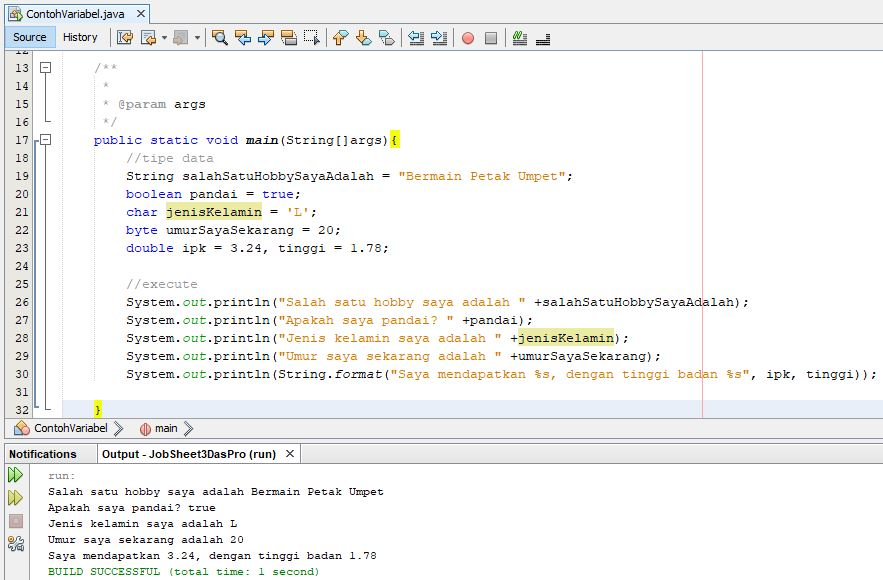 ContohVariabel.java
Source History
12
13 /**
14 *
15 * @param args
16 */
17 public static void main(String[]args){
18 //tipe data
19 String salahSatuHobbySayaAdalah = "Bermain Petak Umpet";
20 boolean pandai = true;
21 char jenisKelamin = 'L';
22 byte umurSayaSekarang = 20;
23 double ipk = 3.24, tinggi = 1.78;
24
25 //execute
26 System.out.println("Salah satu hobby saya adalah " +salahSatuHobbySayaAdalah);
27 System.out.println("Apakah saya pandai? " +pandai);
28 System.out.println("Jenis kelamin saya adalah " +jenisKelamin);
29 System.out.println("Umur saya sekarang adalah " +umurSayaSekarang);
30 System.out.println(String.format("Saya mendapatkan %s, dengan tinggi badan %s", ipk, tinggi));
31
32 }
ContohVariabel main
Notifications Output - JobSheet3DasPro (run)
run:
Salah satu hobby saya adalah Bermain Petak Umpet
Apakah saya pandai? true
Jenis kelamin saya adalah L
Umur saya sekarang adalah 20
Saya mendapatkan 3.24, dengan tinggi badan 1.78
BUILD SUCCESSFUL (total time: 1 second)